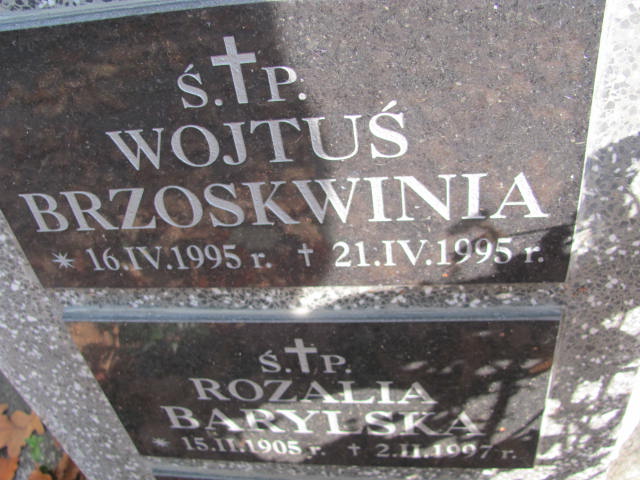 Ś. † P.
WOJTUŚ
BRZOSKWINIA
* 16.IV.1995 r. † 21.IV.1995 r.
Ś. † P.
ROZALIA
BARYLSKA
* 15.II.1905 r. † 2.II.1997 r.